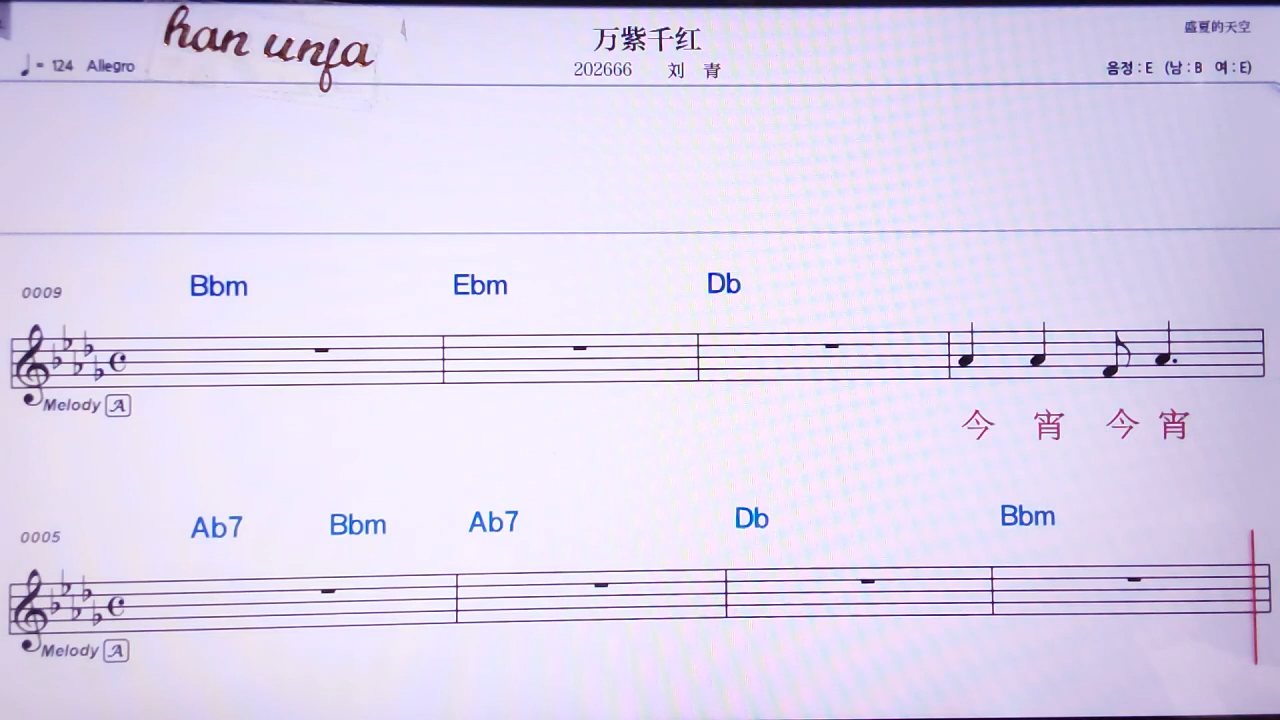 han unfa
万紫千红
盛夏的天空
♩= 124 Allegro
202666 刘 青
음정 : E (남 : B 여 : E)
0009 Bbm Ebm Db
Melody A
今 宵 今 宵
0005 Ab7 Bbm Ab7 Db Bbm
Melody A